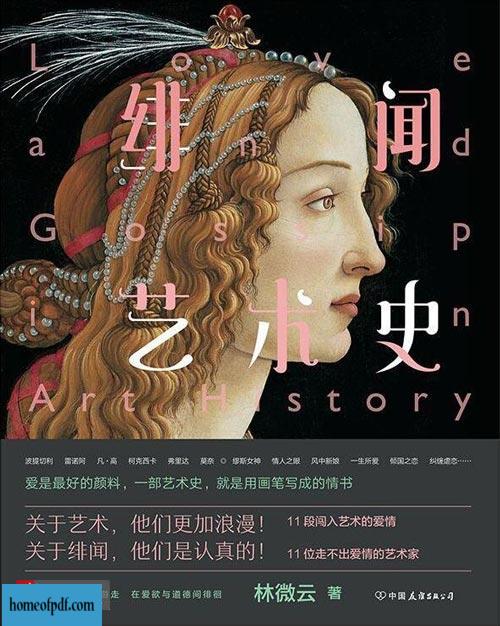 Love
绯闻
and
Gossip
艺术史
in
Art History
波提切利 雷诺阿 凡·高 柯克西卡 弗里达 莫奈 ◎ 缪斯女神 情人之眼 风中新娘 一生所爱 倾国之恋 纠缠虐恋……
爱是最好的颜料，一部艺术史，就是用画笔写成的情书
关于艺术，他们更加浪漫！ 11段闯入艺术的爱情
关于绯闻，他们是认真的！ 11位走不出爱情的艺术家
走 在爱欲与道德间徘徊
林微云 著
中国友谊出版公司
homeofpdf.com